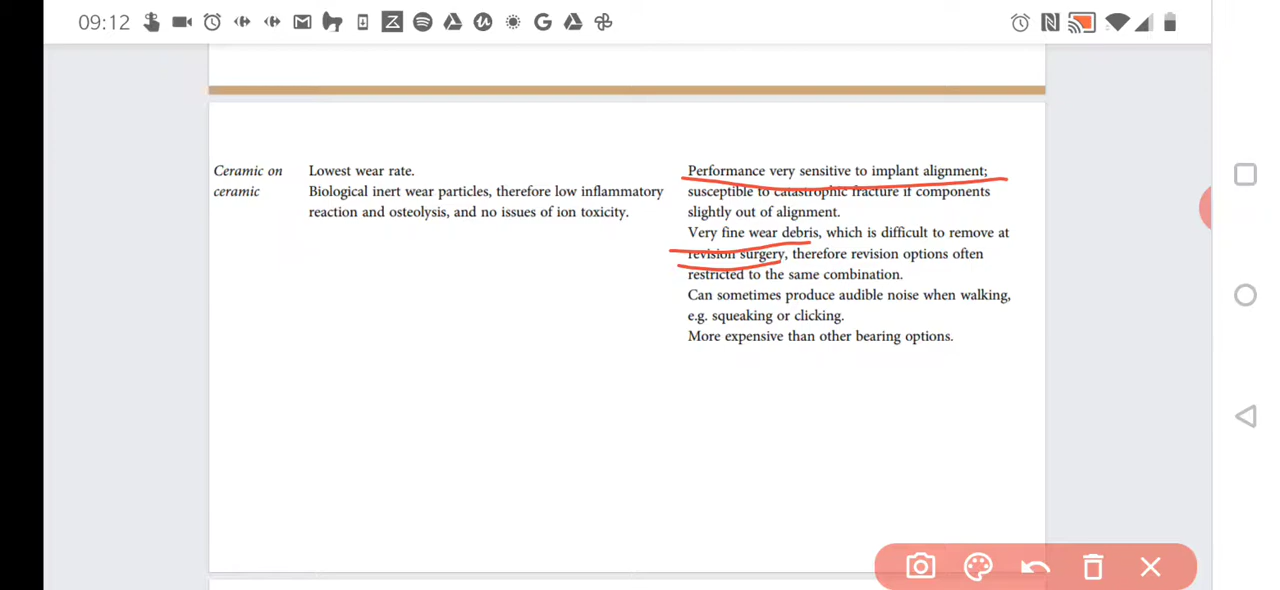 09:12
Ceramic on
ceramic
Lowest wear rate.
Biological inert wear particles, therefore low inflammatory
reaction and osteolysis, and no issues of ion toxicity.
Performance very sensitive to implant alignment;
susceptible to catastrophic fracture if components
slightly out of alignment.
Very fine wear debris, which is difficult to remove at
revision surgery, therefore revision options often
restricted to the same combination.
Can sometimes produce audible noise when walking,
e.g. squeaking or clicking.
More expensive than other bearing options.